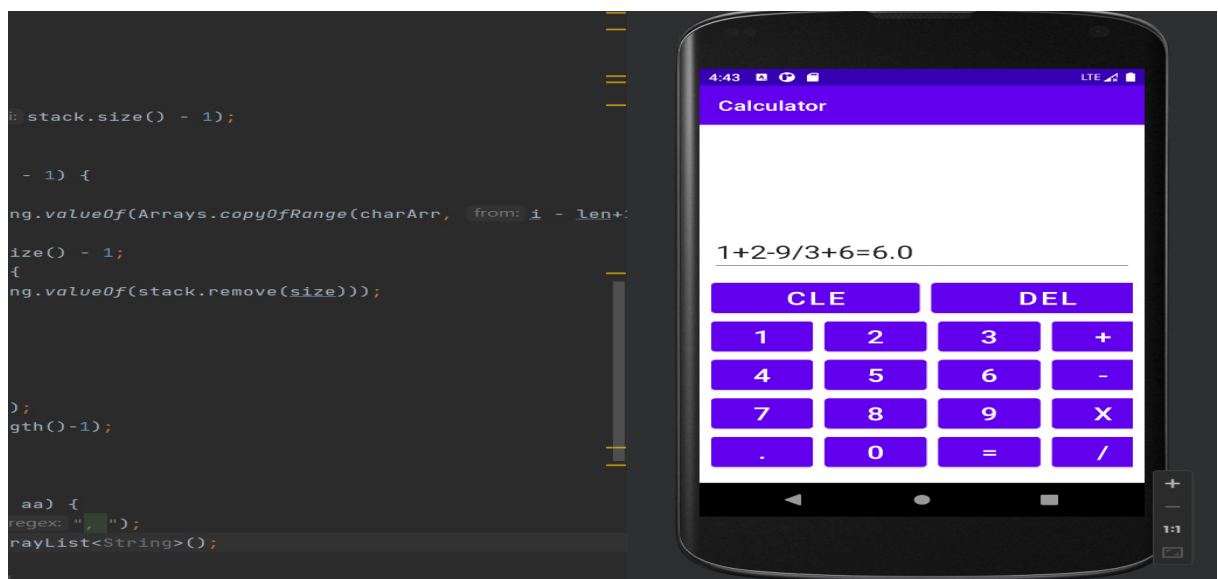 i: stack.size() - 1);
- 1) {
ng.valueOf(Arrays.copyOfRange(charArr, from: i - len+
ize() - 1;
{
ng.valueOf(stack.remove(size)));
);
gth()-1);
aa) {
regex: ", ");
rrayList<String>();
4:43 LTE
Calculator
1+2-9/3+6=6.0
CLE DEL
1 2 3 +
4 5 6 -
7 8 9 X
. 0 = /
+
—
1:1